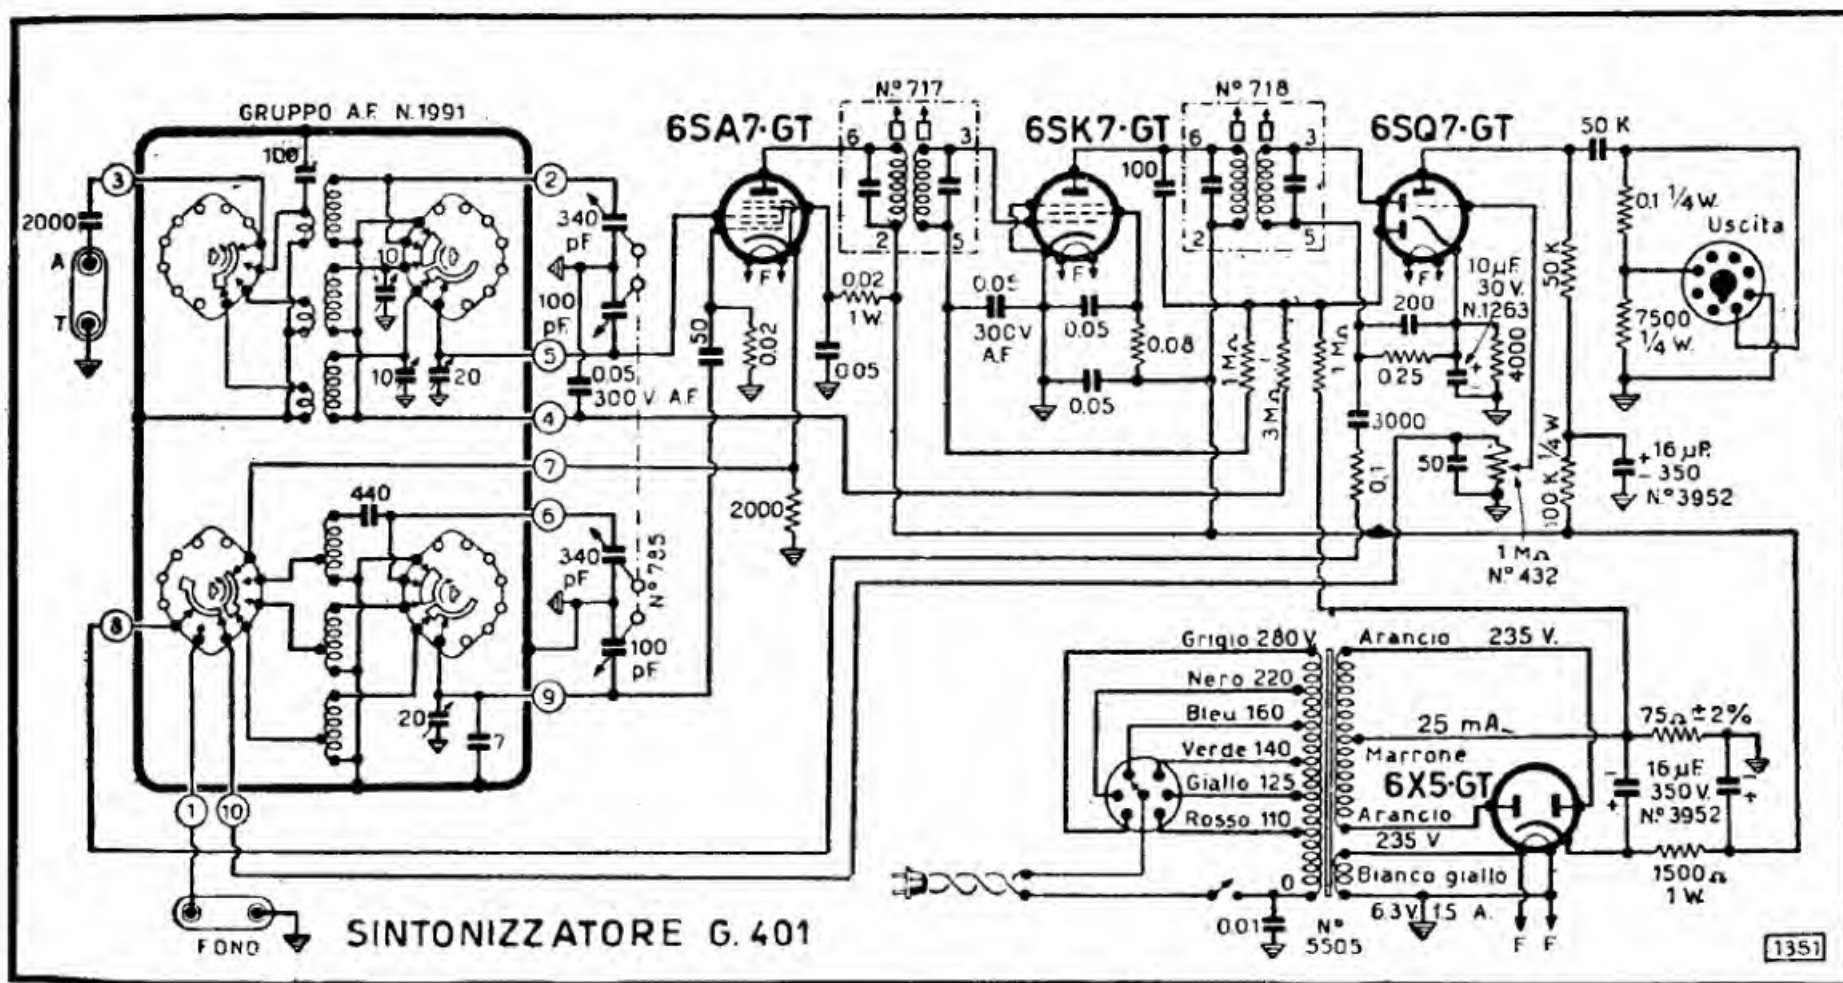 GRUPPO A.F. N.1991
100
3
2000
A
T
10
10
20
2
340
pF
100
pF.
5
0.05
300 V. A.F
4
7
440
6
340
pF
Nº 785
100
pF.
9
20
7
8
1
10
FONO
SINTONIZZATORE G.401
6SA7·GT
F
50
0.02
0.02
1 W.
0.05
2000
Nº 717
6
3
2
5
6SK7·GT
F
0.05
300V
A.F
0.05
0.05
0.08
100
Nº 718
6
3
2
5
1 MΩ
3 MΩ
1 MΩ
6SQ7·GT
F
200
0.25
10 µF.
30 V.
N.1263
4000
3000
0,1
50
1 MΩ
Nº 432
50 K
50 K
100 K 1/4 W
0.1 1/4 W.
Uscita
7500
1/4 W.
+ 16 µF.
- 350
Nº 3952
Grigio 280 V.
Nero 220
Bleu 160
Verde 140
Giallo 125
Rosso 110
0
0.01
Nº
5505
Arancio 235 V.
25 mA
Marrone
6X5·GT
Arancio
235 V
Bianco giallo
6.3 V. 1.5 A.
F F
75Ω ±2%
- 16 µF. -
350 V.
+ Nº 3952 +
1500 Ω
1 W.
1351